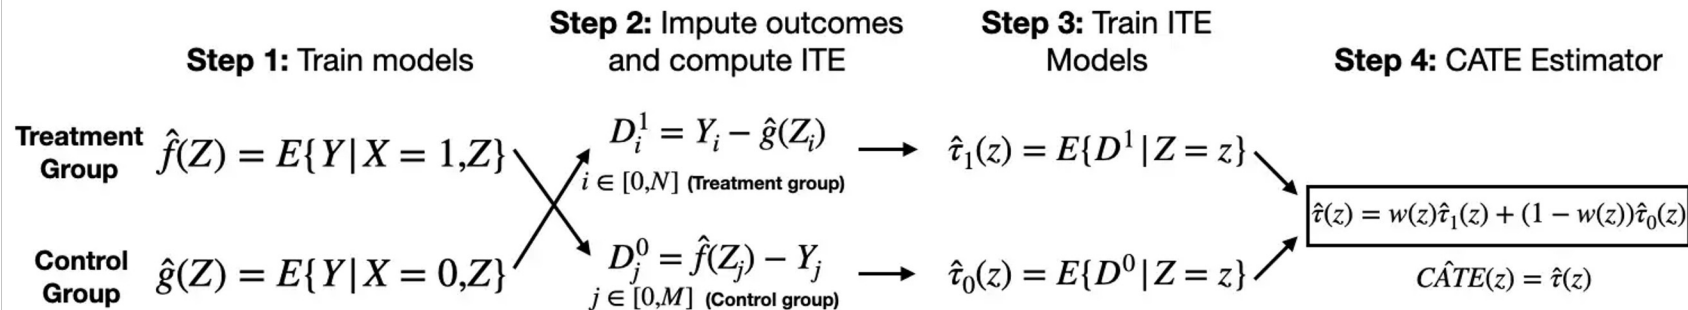 Step 1: Train models
Step 2: Impute outcomes
and compute ITE
Step 3: Train ITE
Models
Step 4: CATE Estimator
Treatment
Group
f̂(Z) = E{Y|X = 1,Z}
D_i^1 = Y_i − ĝ(Z_i)
i ∈ [0,N] (Treatment group)
τ̂_1(z) = E{D^1|Z = z}
Control
Group
ĝ(Z) = E{Y|X = 0,Z}
D_j^0 = f̂(Z_j) − Y_j
j ∈ [0,M] (Control group)
τ̂_0(z) = E{D^0|Z = z}
τ̂(z) = w(z)τ̂_1(z) + (1 − w(z))τ̂_0(z)
CÂTE(z) = τ̂(z)